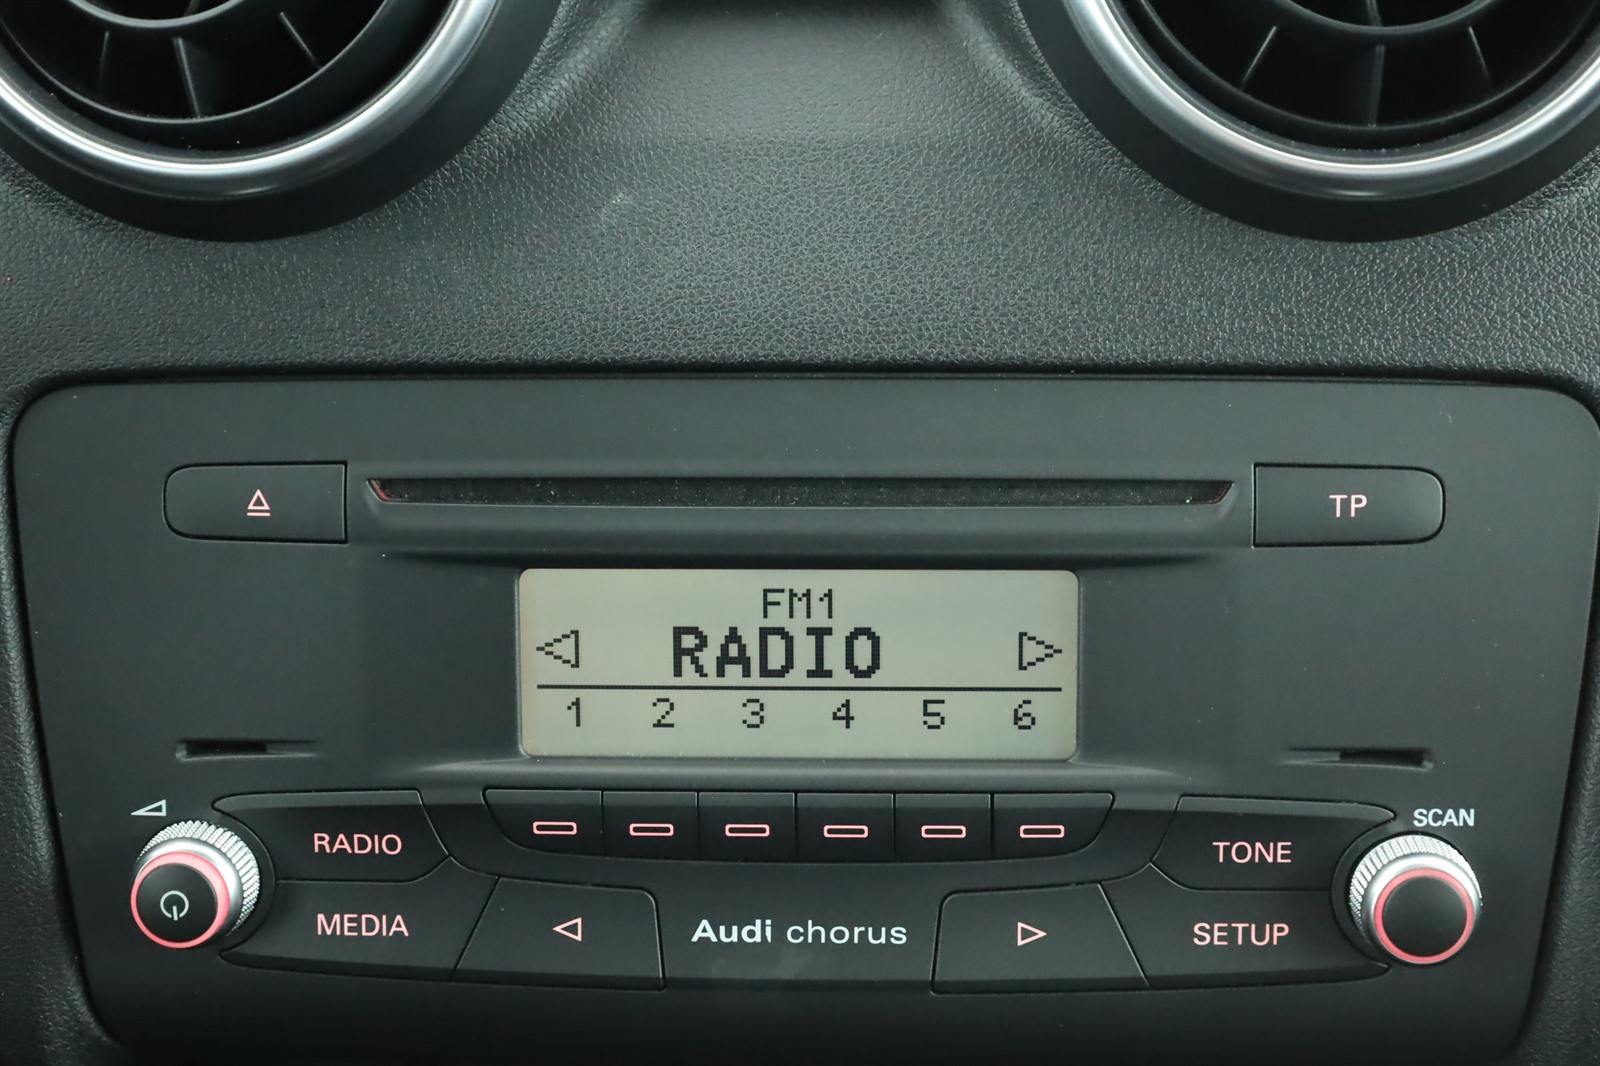 TP
FM1
RADIO
1 2 3 4 5 6
SCAN
RADIO
TONE
MEDIA
Audi chorus
SETUP